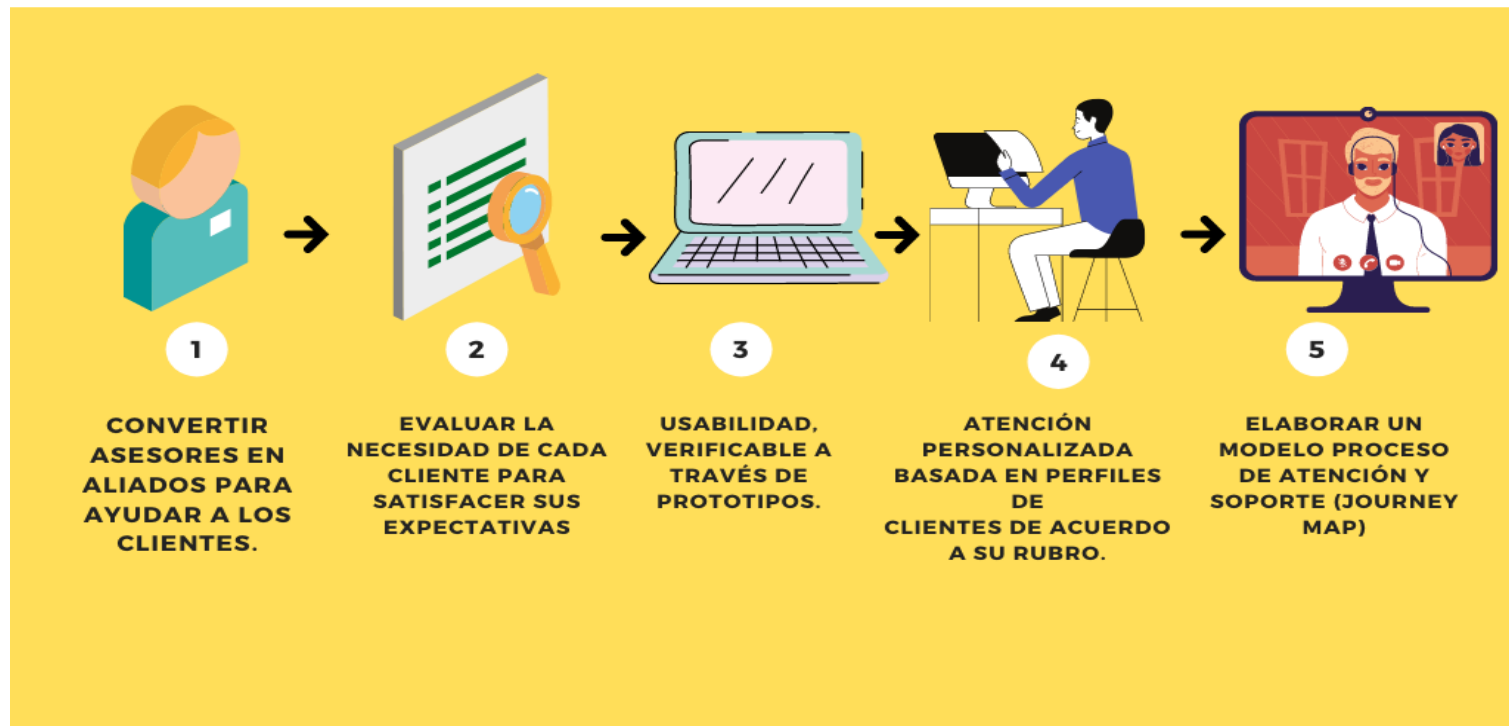 1
CONVERTIR
ASESORES EN
ALIADOS PARA
AYUDAR A LOS
CLIENTES.
2
EVALUAR LA
NECESIDAD DE CADA
CLIENTE PARA
SATISFACER SUS
EXPECTATIVAS
3
USABILIDAD,
VERIFICABLE A
TRAVÉS DE
PROTOTIPOS.
4
ATENCIÓN
PERSONALIZADA
BASADA EN PERFILES
DE
CLIENTES DE ACUERDO
A SU RUBRO.
5
ELABORAR UN
MODELO PROCESO
DE ATENCIÓN Y
SOPORTE (JOURNEY
MAP)